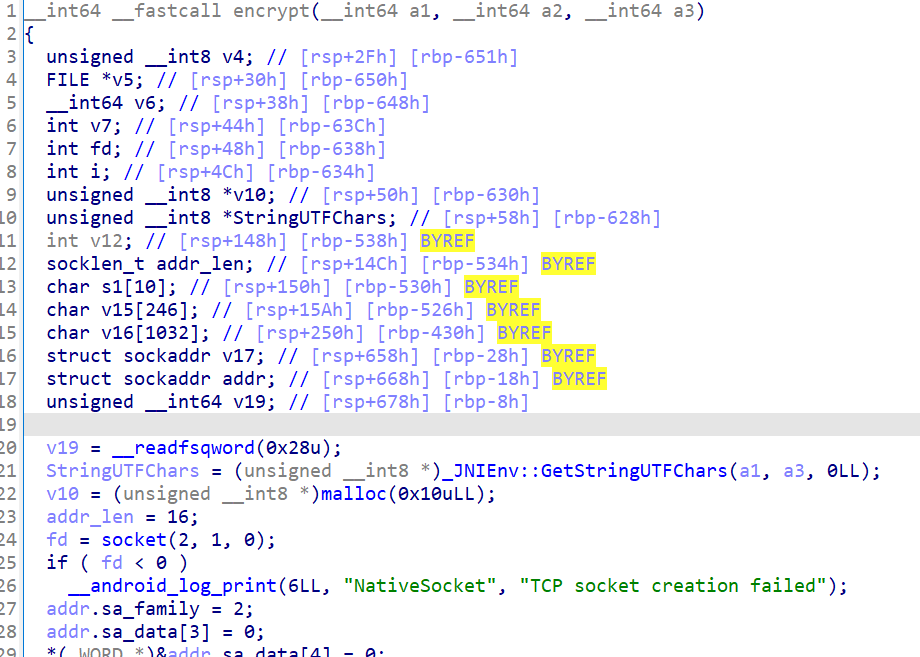 1 __int64 __fastcall encrypt(__int64 a1, __int64 a2, __int64 a3)
2 {
3 unsigned __int8 v4; // [rsp+2Fh] [rbp-651h]
4 FILE *v5; // [rsp+30h] [rbp-650h]
5 __int64 v6; // [rsp+38h] [rbp-648h]
6 int v7; // [rsp+44h] [rbp-63Ch]
7 int fd; // [rsp+48h] [rbp-638h]
8 int i; // [rsp+4Ch] [rbp-634h]
9 unsigned __int8 *v10; // [rsp+50h] [rbp-630h]
10 unsigned __int8 *StringUTFChars; // [rsp+58h] [rbp-628h]
11 int v12; // [rsp+148h] [rbp-538h] BYREF
12 socklen_t addr_len; // [rsp+14Ch] [rbp-534h] BYREF
13 char s1[10]; // [rsp+150h] [rbp-530h] BYREF
14 char v15[246]; // [rsp+15Ah] [rbp-526h] BYREF
15 char v16[1032]; // [rsp+250h] [rbp-430h] BYREF
16 struct sockaddr v17; // [rsp+658h] [rbp-28h] BYREF
17 struct sockaddr addr; // [rsp+668h] [rbp-18h] BYREF
18 unsigned __int64 v19; // [rsp+678h] [rbp-8h]
19
20 v19 = __readfsqword(0x28u);
21 StringUTFChars = (unsigned __int8 *)_JNIEnv::GetStringUTFChars(a1, a3, 0LL);
22 v10 = (unsigned __int8 *)malloc(0x10uLL);
23 addr_len = 16;
24 fd = socket(2, 1, 0);
25 if ( fd < 0 )
26 __android_log_print(6LL, "NativeSocket", "TCP socket creation failed");
27 addr.sa_family = 2;
28 addr.sa_data[3] = 0;
29 *(_WORD *)&addr.sa_data[4] = 0;